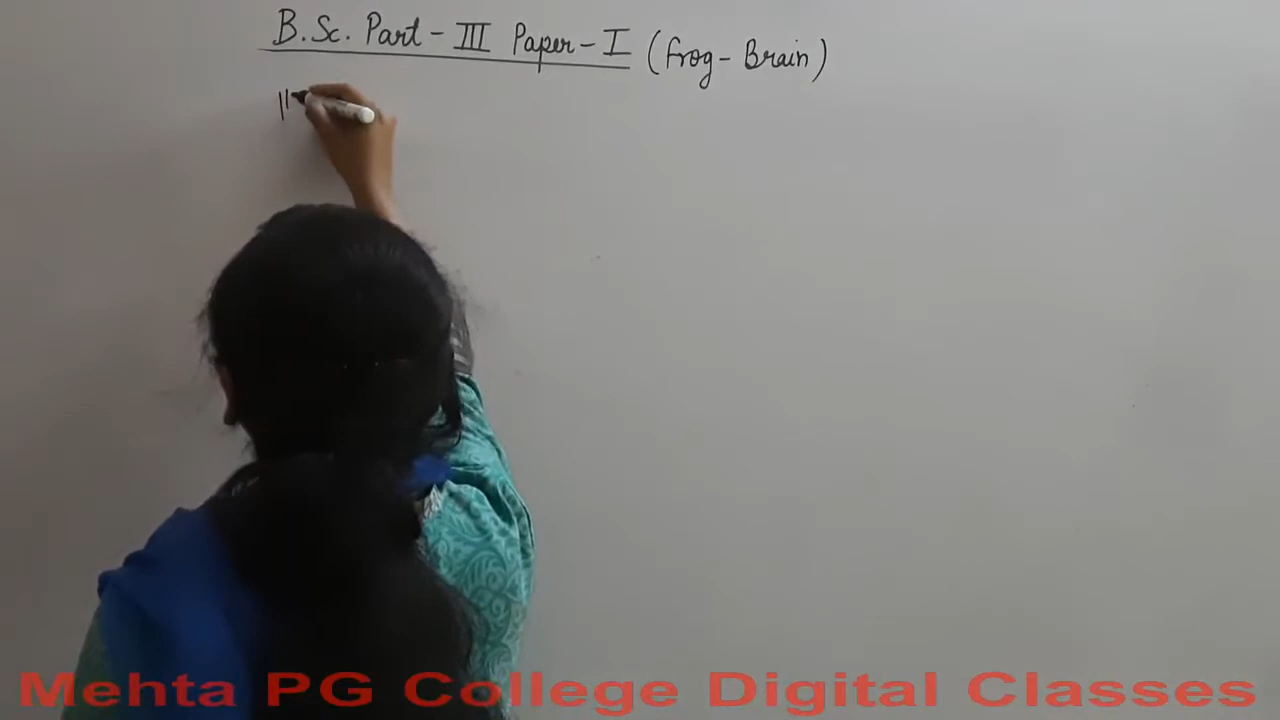 B.Sc. Part - III Paper - I (Frog - Brain)
Mehta PG College Digital Classes